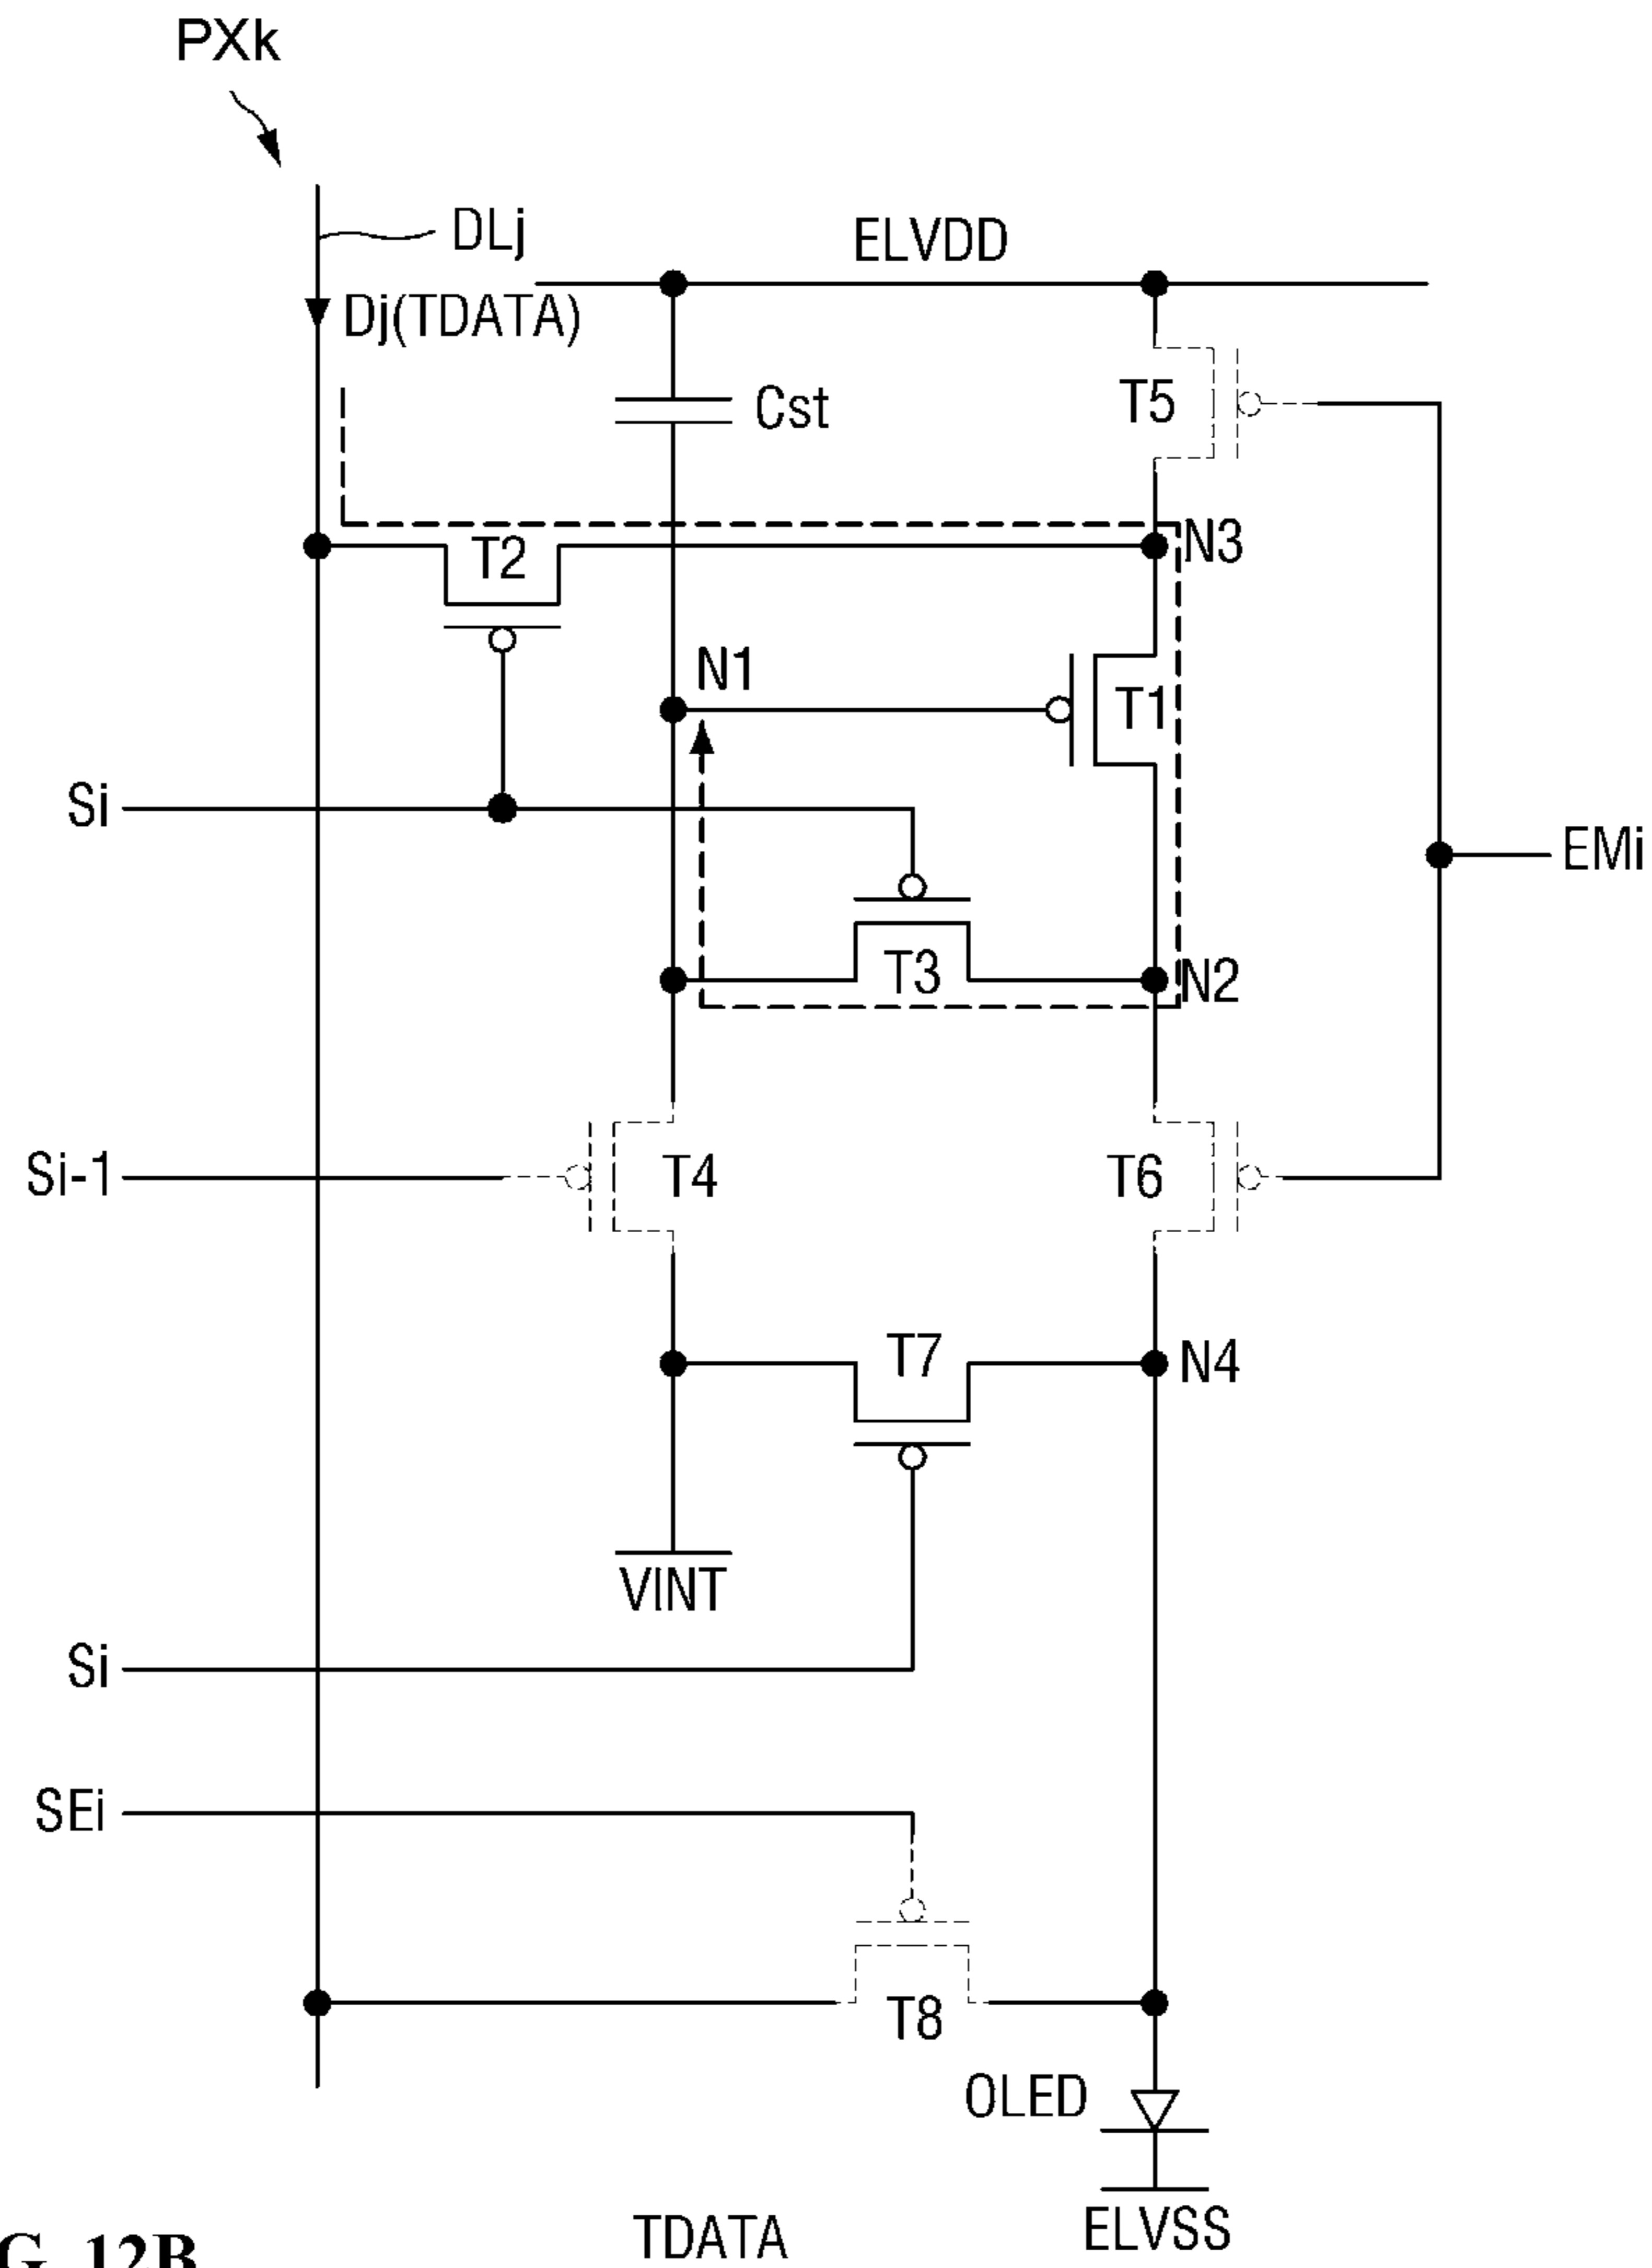 PXk
DLj
ELVDD
Dj(TDATA)
Cst
T5
T2
N3
N1
T1
Si
EMi
T3
N2
Si-1
T4
T6
T7
N4
VINT
Si
SEi
T8
OLED
ELVSS
TDATA
G. 12B